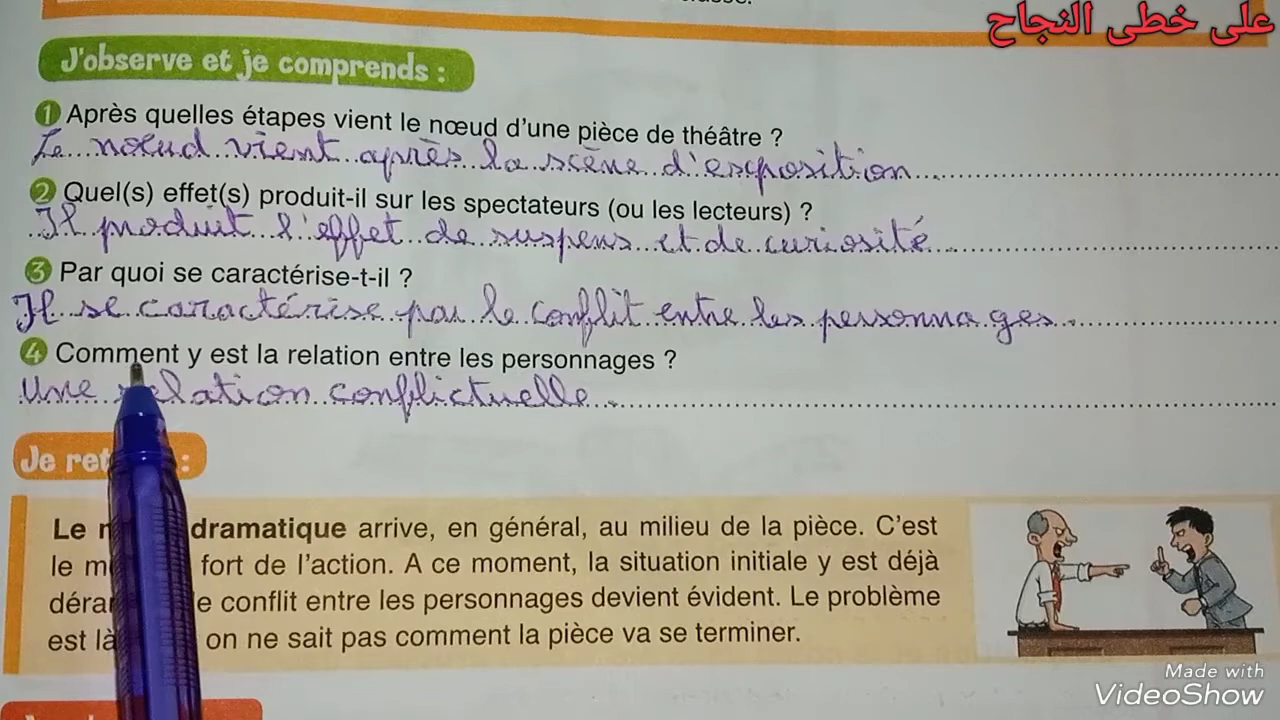 على خطى النجاح
J'observe et je comprends :
1 Après quelles étapes vient le nœud d'une pièce de théâtre ?
Le nœud vient après la scène d'exposition
2 Quel(s) effet(s) produit-il sur les spectateurs (ou les lecteurs) ?
Il produit l'effet de suspens et de curiosité
3 Par quoi se caractérise-t-il ?
Il se caractérise par le conflit entre les personnages.
4 Comment y est la relation entre les personnages ?
Une relation conflictuelle.
Je :
Le dramatique arrive, en général, au milieu de la pièce. C'est
le fort de l'action. A ce moment, la situation initiale y est déjà
conflit entre les personnages devient évident. Le problème
est là on ne sait pas comment la pièce va se terminer.
Made with
VideoShow